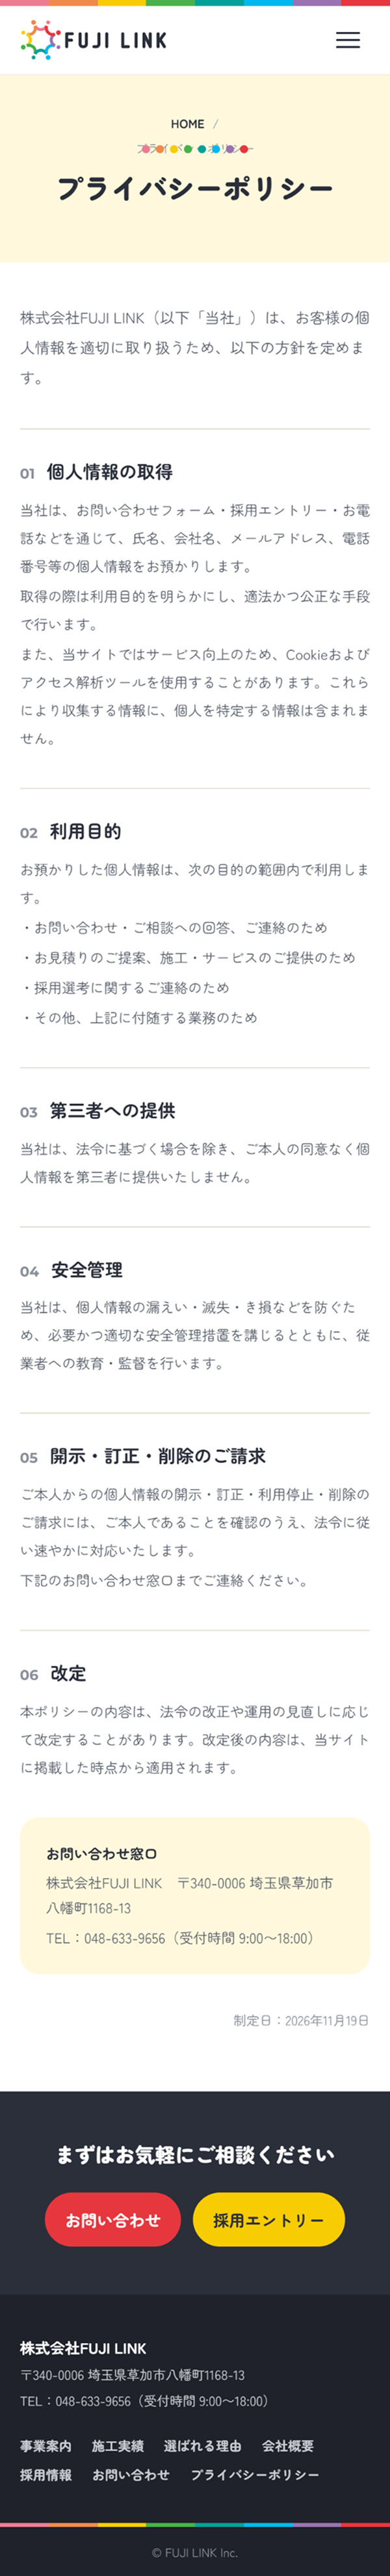 FUJI LINK
HOME /
プライバシーポリシー
プライバシーポリシー
株式会社FUJI LINK（以下「当社」）は、お客様の個
人情報を適切に取り扱うため、以下の方針を定めま
す。
01 個人情報の取得
当社は、お問い合わせフォーム・採用エントリー・お電
話などを通じて、氏名、会社名、メールアドレス、電話
番号等の個人情報をお預かりします。
取得の際は利用目的を明らかにし、適法かつ公正な手段
で行います。
また、当サイトではサービス向上のため、Cookieおよび
アクセス解析ツールを使用することがあります。これら
により収集する情報に、個人を特定する情報は含まれま
せん。
02 利用目的
お預かりした個人情報は、次の目的の範囲内で利用しま
す。
・お問い合わせ・ご相談への回答、ご連絡のため
・お見積りのご提案、施工・サービスのご提供のため
・採用選考に関するご連絡のため
・その他、上記に付随する業務のため
03 第三者への提供
当社は、法令に基づく場合を除き、ご本人の同意なく個
人情報を第三者に提供いたしません。
04 安全管理
当社は、個人情報の漏えい・滅失・き損などを防ぐた
め、必要かつ適切な安全管理措置を講じるとともに、従
業者への教育・監督を行います。
05 開示・訂正・削除のご請求
ご本人からの個人情報の開示・訂正・利用停止・削除の
ご請求には、ご本人であることを確認のうえ、法令に従
い速やかに対応いたします。
下記のお問い合わせ窓口までご連絡ください。
06 改定
本ポリシーの内容は、法令の改正や運用の見直しに応じ
て改定することがあります。改定後の内容は、当サイト
に掲載した時点から適用されます。
お問い合わせ窓口
株式会社FUJI LINK　〒340-0006 埼玉県草加市
八幡町1168-13
TEL：048-633-9656（受付時間 9:00〜18:00）
制定日：2026年11月19日
まずはお気軽にご相談ください
お問い合わせ 採用エントリー
株式会社FUJI LINK
〒340-0006 埼玉県草加市八幡町1168-13
TEL：048-633-9656（受付時間 9:00〜18:00）
事業案内 施工実績 選ばれる理由 会社概要
採用情報 お問い合わせ プライバシーポリシー
© FUJI LINK Inc.